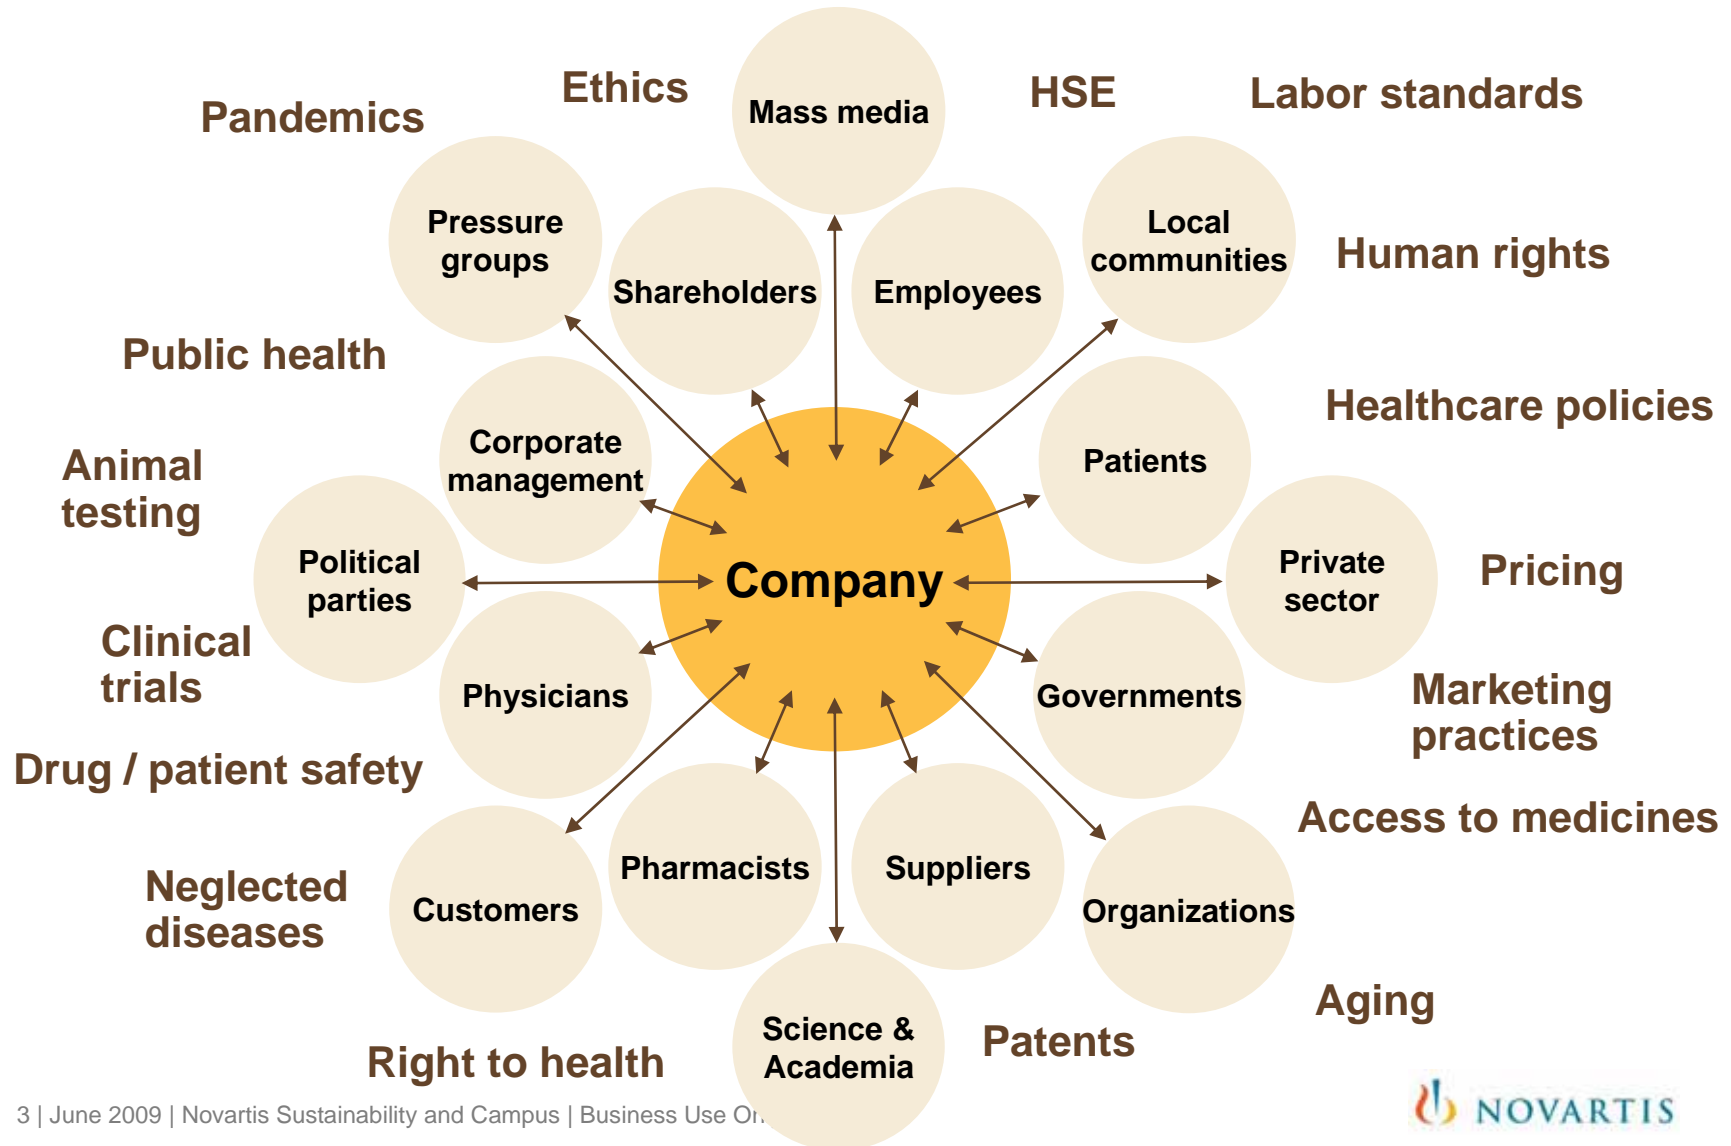 Ethics
Mass media
HSE
Labor standards
Pandemics
Pressure
groups
Local
communities
Human rights
Shareholders
Employees
Public health
Healthcare policies
Corporate
management
Patients
Animal
testing
Political
parties
Company
Private
sector
Pricing
Clinical
trials
Physicians
Governments
Marketing
practices
Drug / patient safety
Access to medicines
Pharmacists
Suppliers
Neglected
diseases
Customers
Organizations
Aging
Science &
Academia
Patents
Right to health
3 | June 2009 | Novartis Sustainability and Campus | Business Use
NOVARTIS